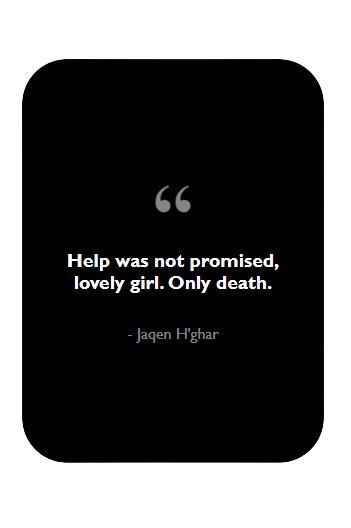 “
Help was not promised,
lovely girl. Only death.
- Jaqen H'ghar